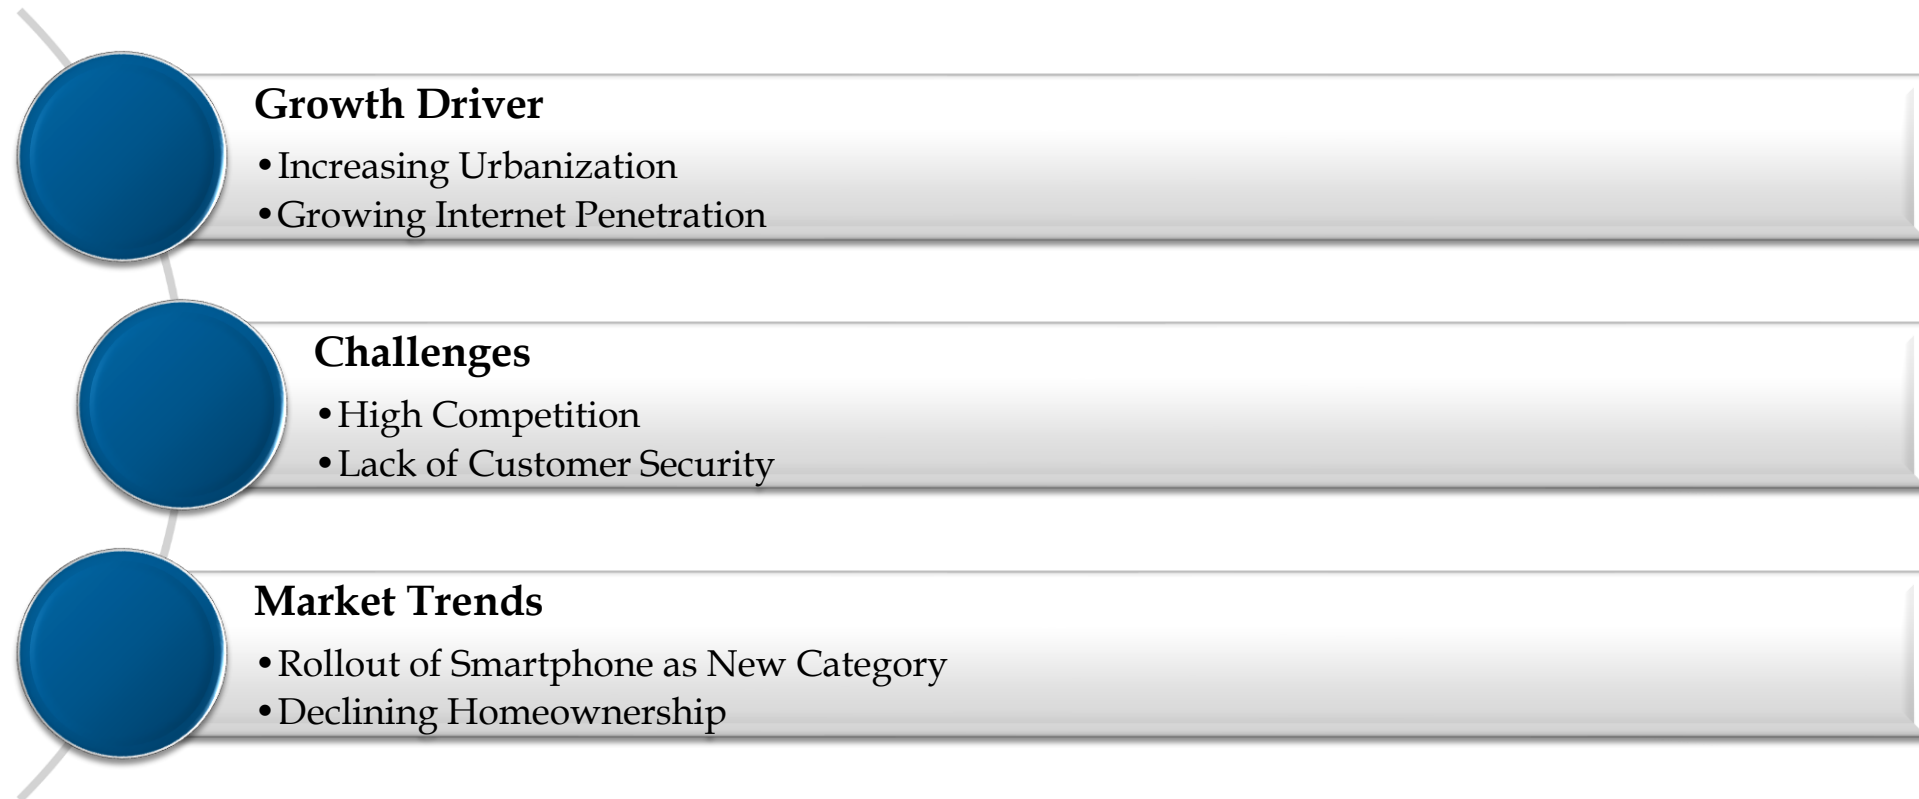 Growth Driver
•Increasing Urbanization
•Growing Internet Penetration
Challenges
•High Competition
•Lack of Customer Security
Market Trends
•Rollout of Smartphone as New Category
•Declining Homeownership